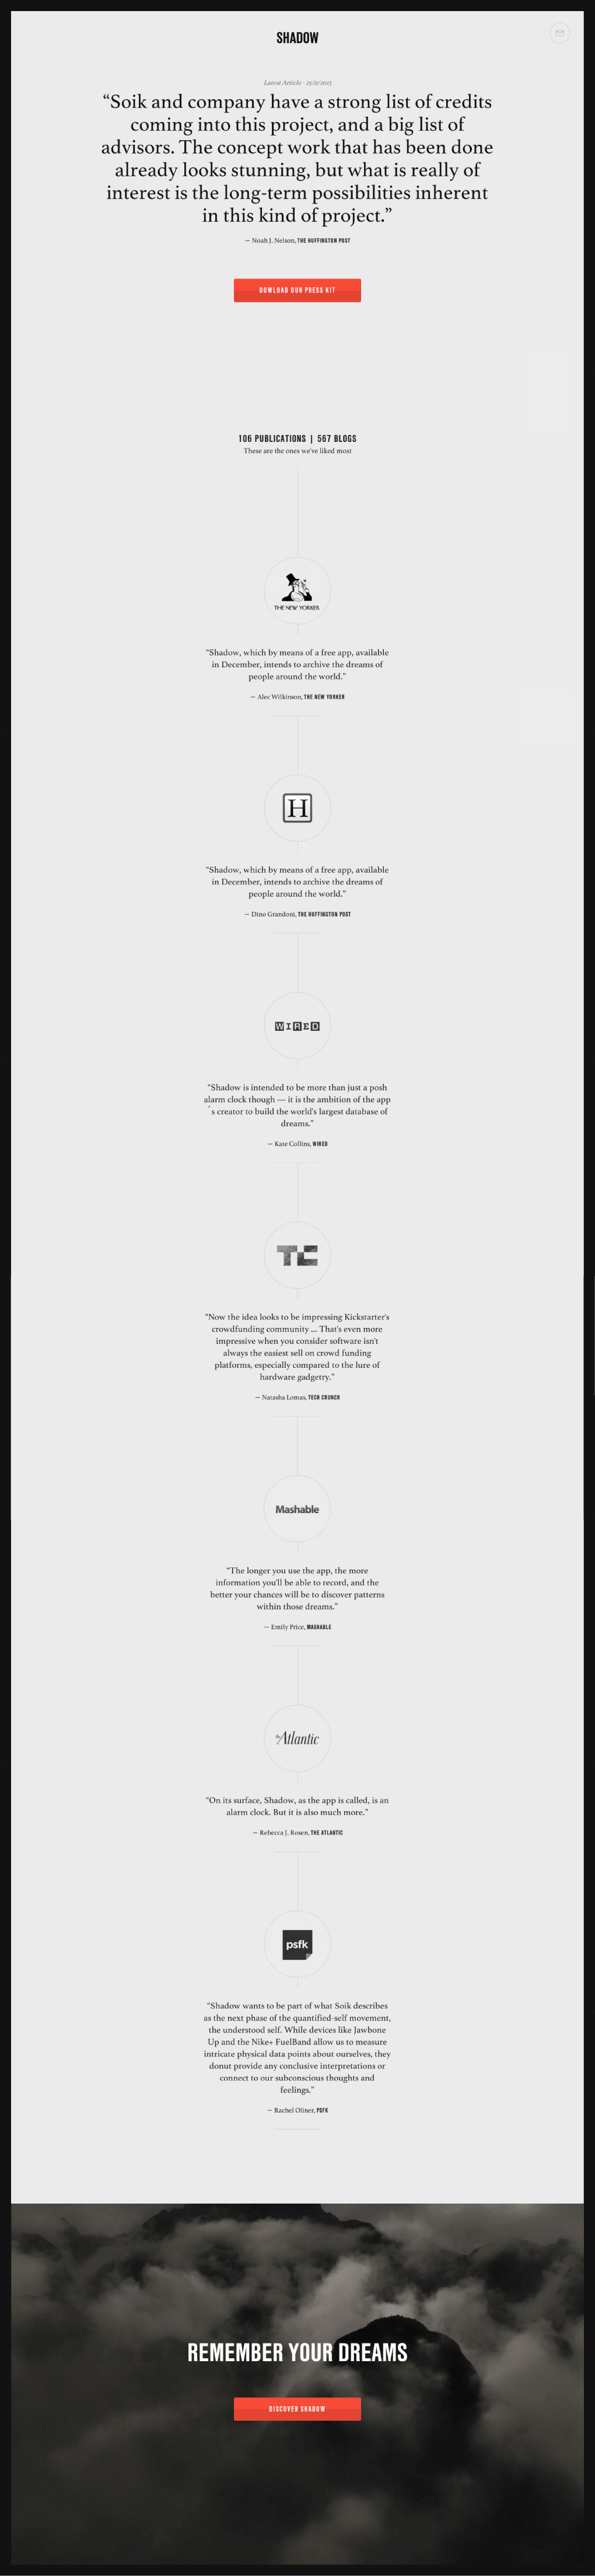 SHADOW
Latest Article - 25/11/2013
“Soik and company have a strong list of credits
coming into this project, and a big list of
advisors. The concept work that has been done
already looks stunning, but what is really of
interest is the long-term possibilities inherent
in this kind of project.”
— Noah J. Nelson, THE HUFFINGTON POST
DOWLOAD OUR PRESS KIT
106 PUBLICATIONS | 567 BLOGS
These are the ones we've liked most
THE NEW YORKER
“Shadow, which by means of a free app, available
in December, intends to archive the dreams of
people around the world.”
— Alec Wilkinson, THE NEW YORKER
H
“Shadow, which by means of a free app, available
in December, intends to archive the dreams of
people around the world.”
— Dino Grandoni, THE HUFFINGTON POST
WIRED
“Shadow is intended to be more than just a posh
alarm clock though — it is the ambition of the app
´s creator to build the world's largest database of
dreams.”
— Kate Collins, WIRED
TC
“Now the idea looks to be impressing Kickstarter's
crowdfunding community ... That's even more
impressive when you consider software isn't
always the easiest sell on crowd funding
platforms, especially compared to the lure of
hardware gadgetry.”
— Natasha Lomas, TECH CRUNCH
Mashable
“The longer you use the app, the more
information you'll be able to record, and the
better your chances will be to discover patterns
within those dreams.”
— Emily Price, MASHABLE
the Atlantic
“On its surface, Shadow, as the app is called, is an
alarm clock. But it is also much more.”
— Rebecca J. Rosen, THE ATLANTIC
psfk
“Shadow wants to be part of what Soik describes
as the next phase of the quantified-self movement,
the understood self. While devices like Jawbone
Up and the Nike+ FuelBand allow us to measure
intricate physical data points about ourselves, they
donut provide any conclusive interpretations or
connect to our subconscious thoughts and
feelings.”
— Rachel Oliner, PSFK
REMEMBER YOUR DREAMS
DISCOVER SHADOW